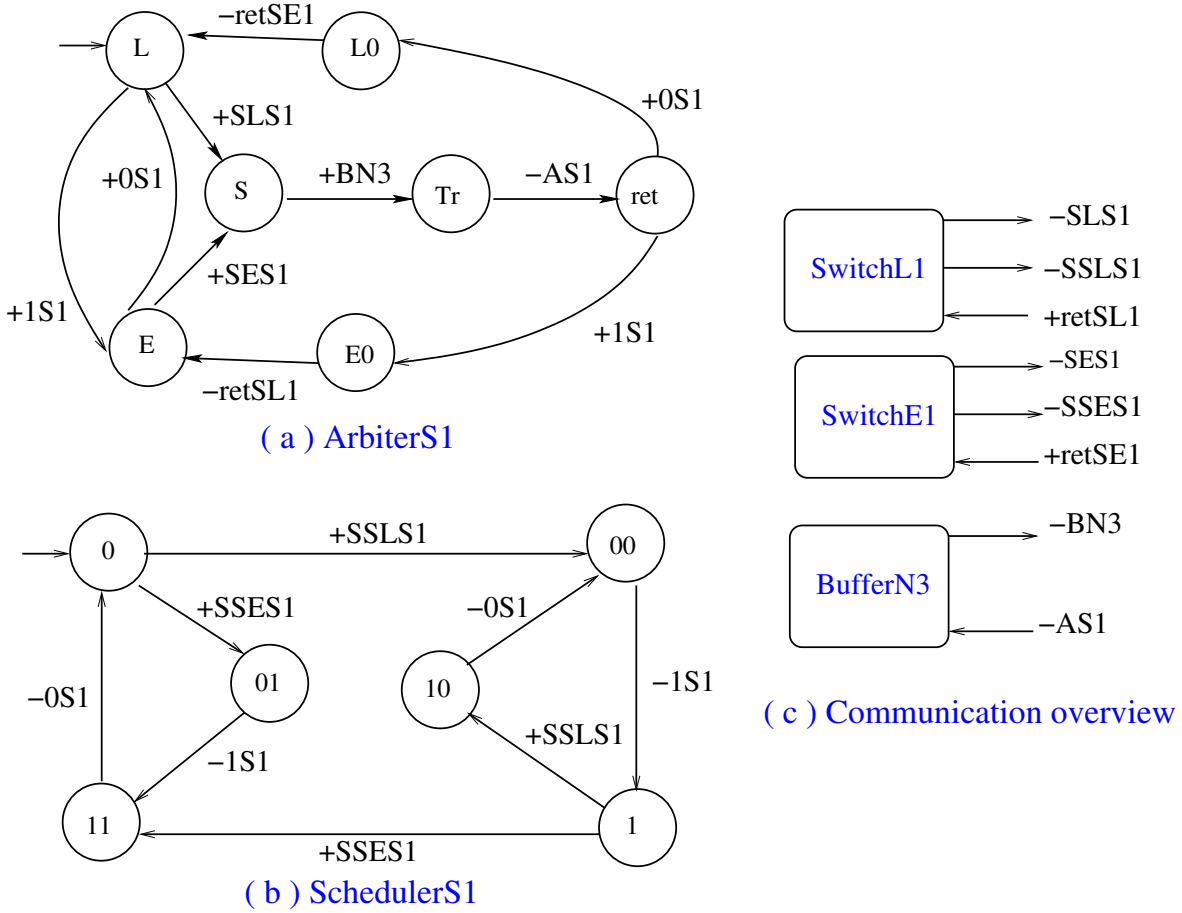 −retSE1
L
L0
+0S1
+SLS1
+0S1
S
+BN3
Tr
−AS1
ret
+SES1
+1S1
E
E0
+1S1
−retSL1
( a ) ArbiterS1
0
+SSLS1
00
+SSES1
−0S1
01
10
−0S1
−1S1
−1S1
+SSLS1
11
1
+SSES1
( b ) SchedulerS1
SwitchL1
−SLS1
−SSLS1
+retSL1
SwitchE1
−SES1
−SSES1
+retSE1
BufferN3
−BN3
−AS1
( c ) Communication overview